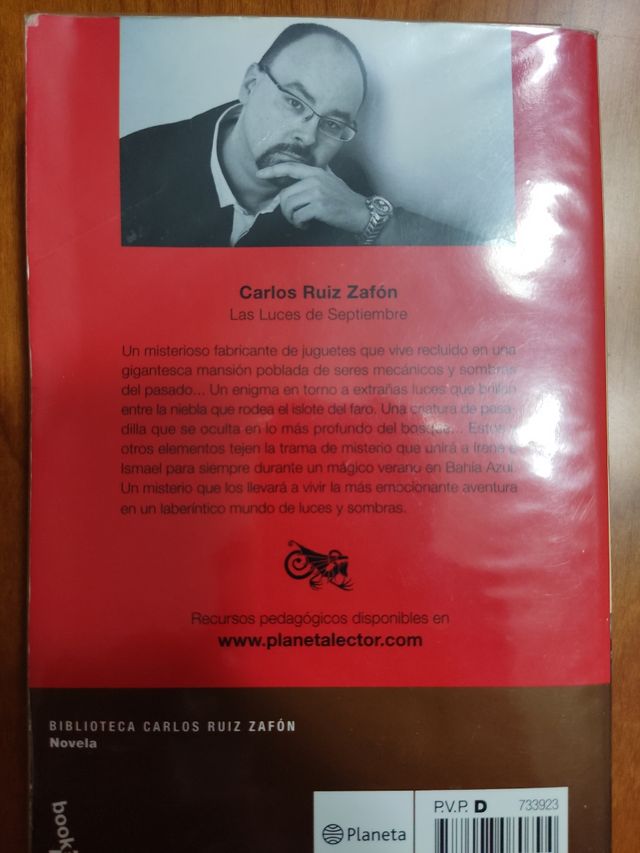 Carlos Ruiz Zafón
Las Luces de Septiembre
Un misterioso fabricante de juguetes que vive recluido en una
gigantesca mansión poblada de seres mecánicos y sombras
del pasado... Un enigma en torno a extrañas luces que brillan
entre la niebla que rodea el islote del faro. Una criatura de pesa-
dilla que se oculta en lo más profundo del bosque... Estos y
otros elementos tejen la trama de misterio que unirá a Irene e
Ismael para siempre durante un mágico verano en Bahía Azul.
Un misterio que los llevará a vivir la más emocionante aventura
en un laberíntico mundo de luces y sombras.
Recursos pedagógicos disponibles en
www.planetalector.com
BIBLIOTECA CARLOS RUIZ ZAFÓN
Novela
Planeta
P.V.P. D 733923